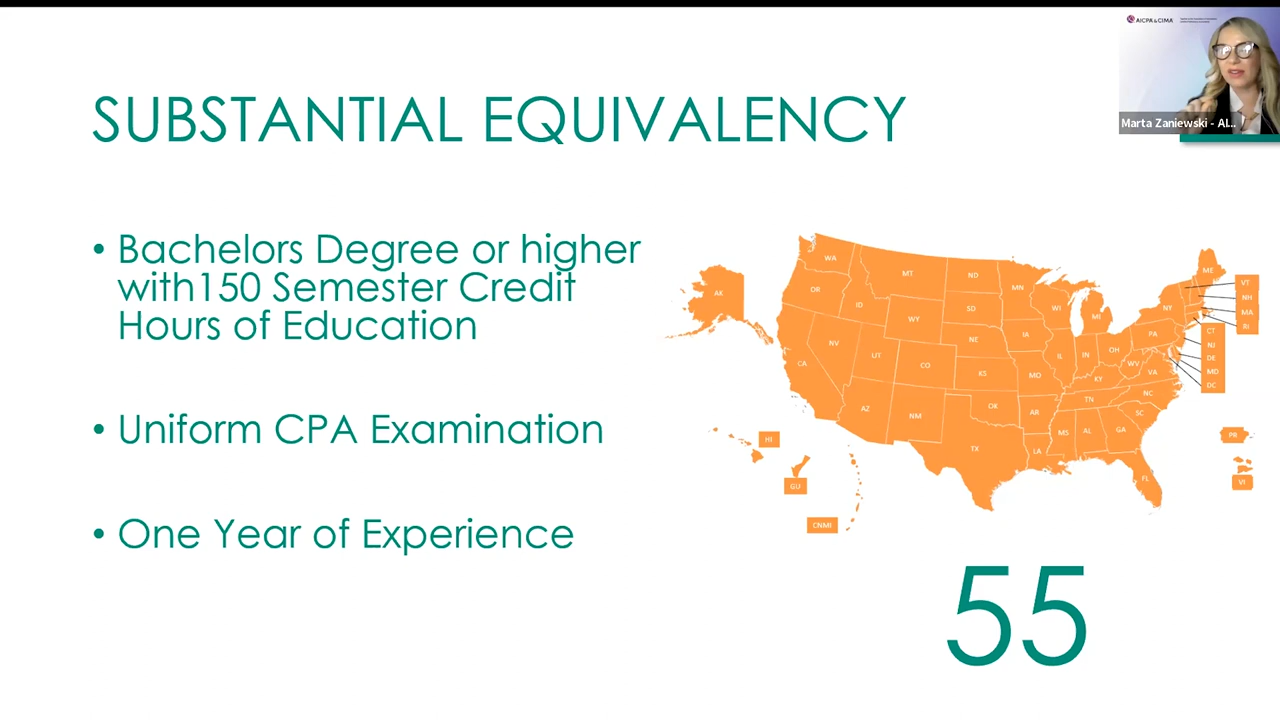 AICPA & CIMA
SUBSTANTIAL EQUIVALENCY
Marta Zaniewski - AI...
• Bachelors Degree or higher
with150 Semester Credit
Hours of Education
• Uniform CPA Examination
• One Year of Experience
WA
MT
ND
MN
ME
VT
AK
OR
ID
SD
WI
MI
NY
NH
MA
RI
WY
NV
UT
NE
IA
PA
CT
NJ
DE
MD
DC
CA
CO
KS
MO
IL
IN
OH
WV
VA
KY
AZ
NM
OK
AR
TN
NC
SC
TX
LA
MS
AL
GA
FL
HI
GU
CNMI
PR
VI
55